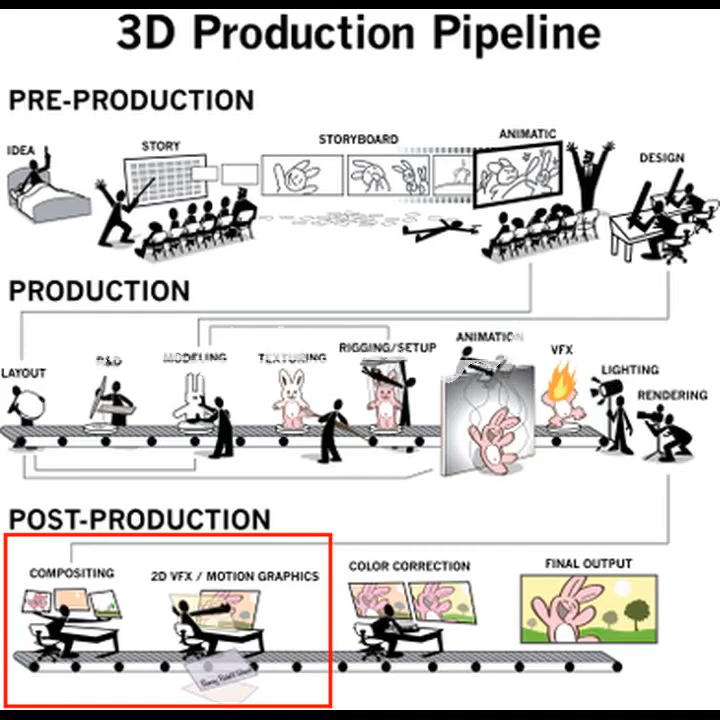 3D Production Pipeline
PRE-PRODUCTION
IDEA
STORY
STORYBOARD
ANIMATIC
DESIGN
PRODUCTION
LAYOUT
R&D
MODELING
TEXTURING
RIGGING/SETUP
ANIMATION
VFX
LIGHTING
RENDERING
POST-PRODUCTION
COMPOSITING
2D VFX / MOTION GRAPHICS
COLOR CORRECTION
FINAL OUTPUT